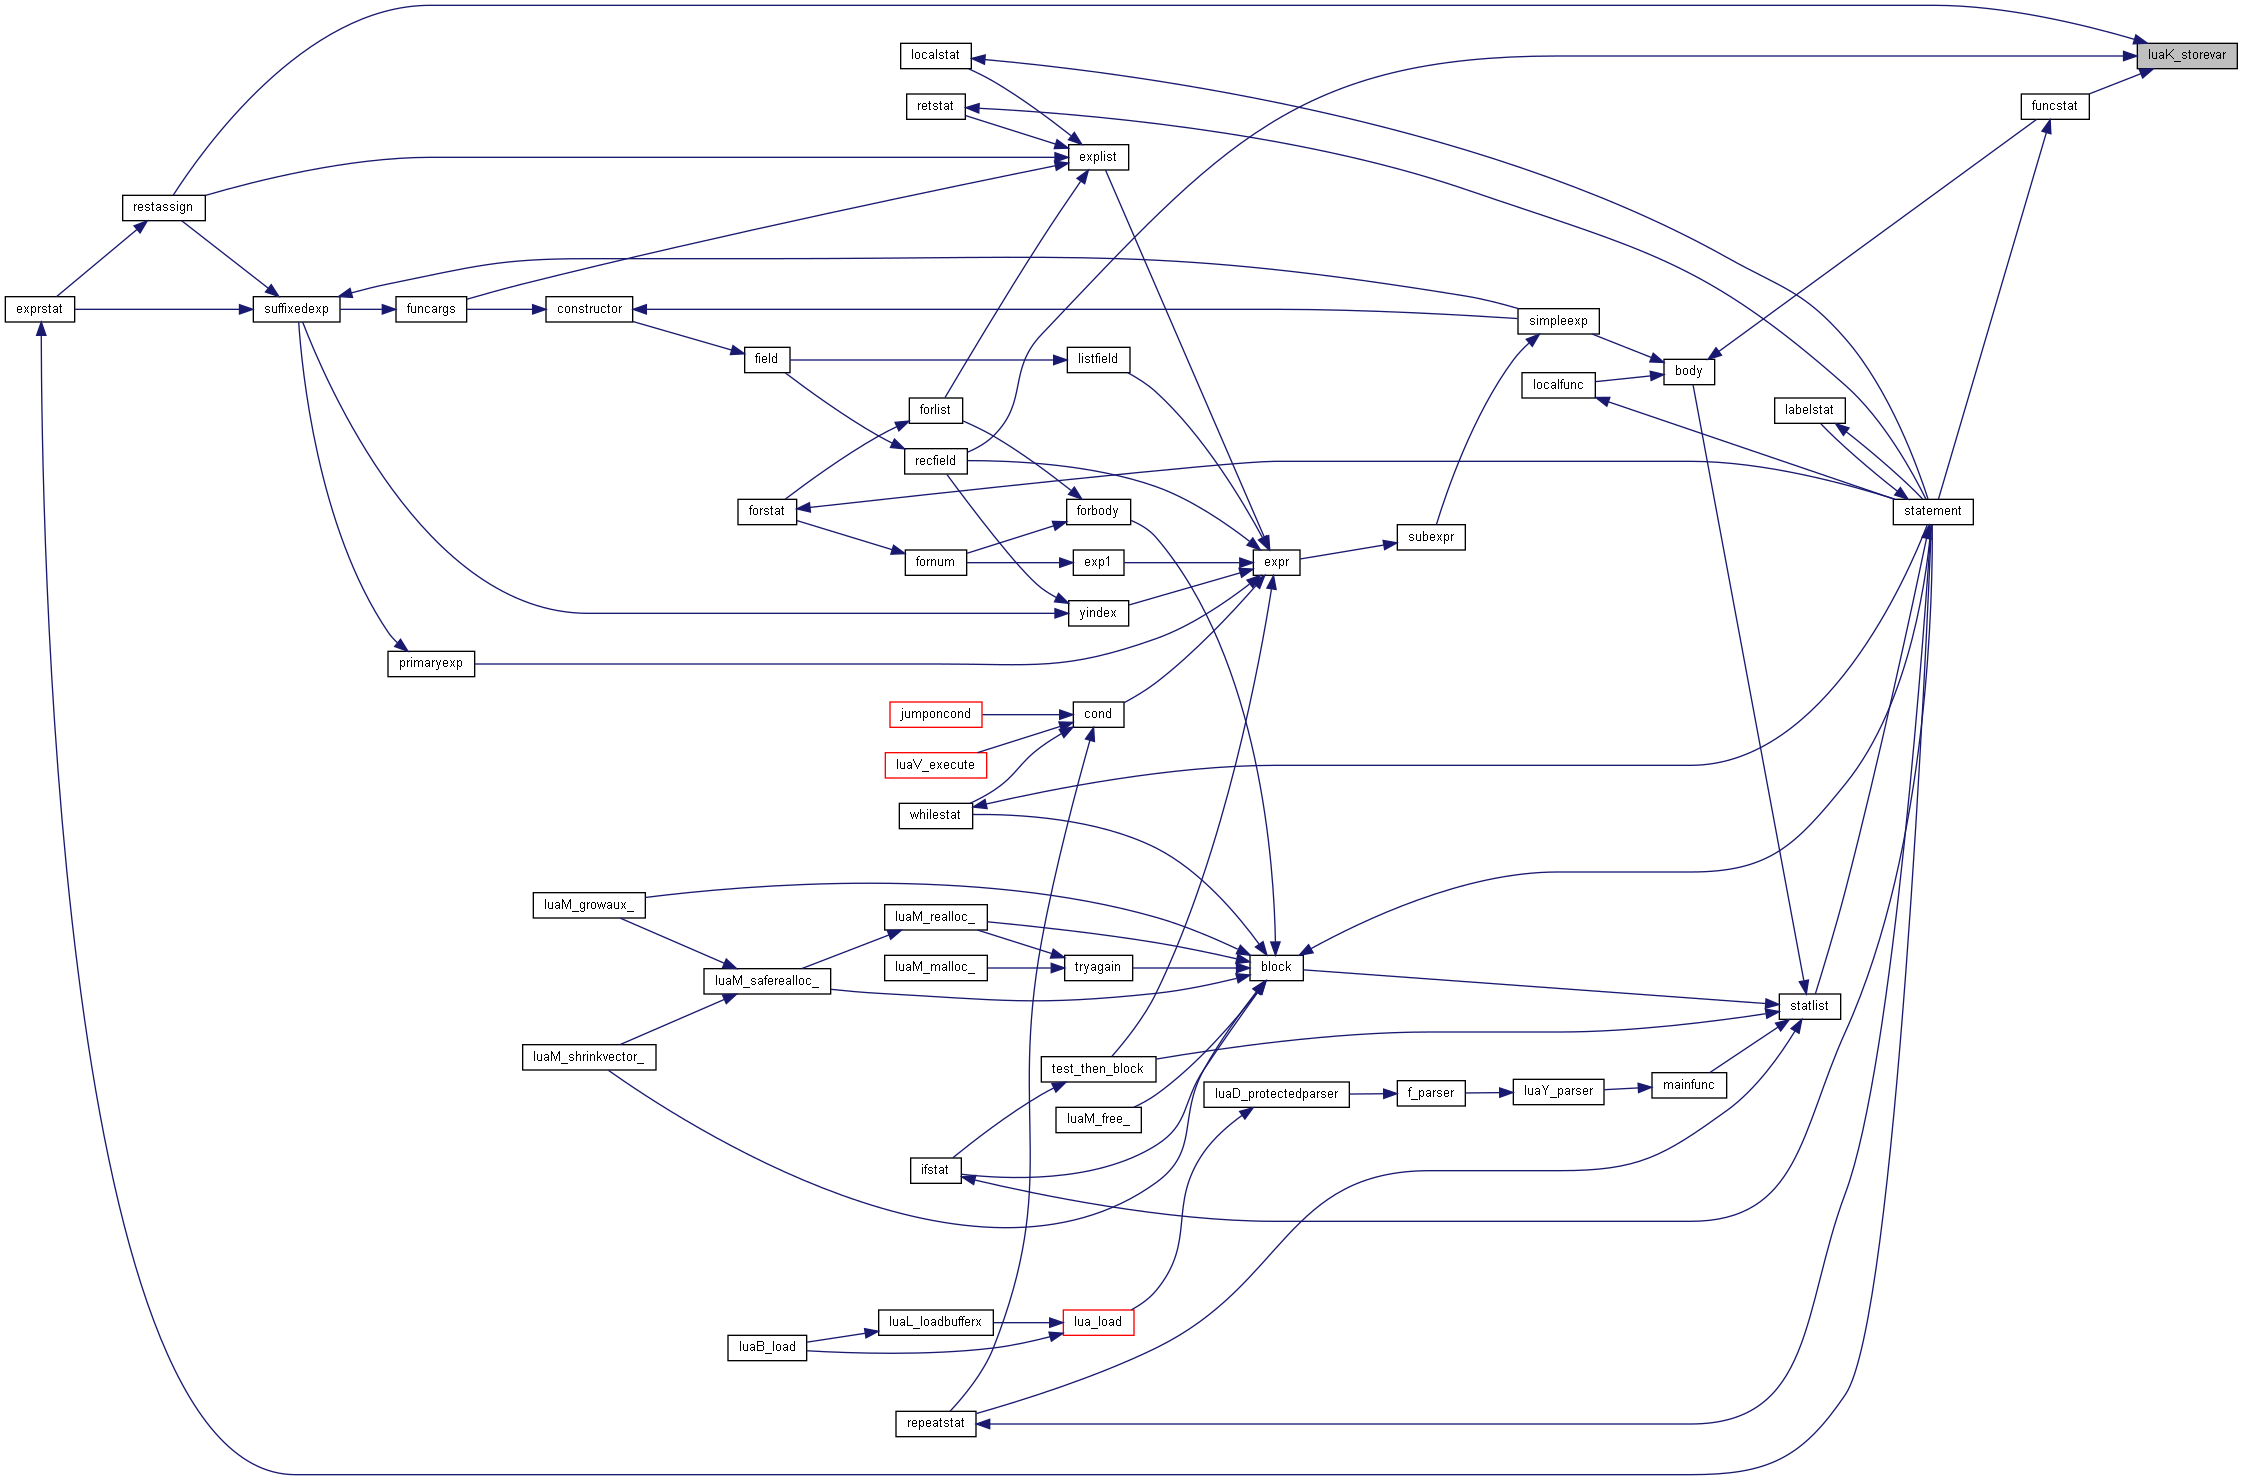 luaK_storevar
localstat
retstat
funcstat
explist
restassign
exprstat
suffixedexp
funcargs
constructor
simpleexp
field
listfield
body
localfunc
forlist
labelstat
recfield
forstat
forbody
statement
subexpr
fornum
exp1
expr
yindex
primaryexp
jumponcond
cond
luaV_execute
whilestat
luaM_growaux_
luaM_realloc_
luaM_malloc_
tryagain
block
luaM_saferealloc_
statlist
luaM_shrinkvector_
test_then_block
mainfunc
luaD_protectedparser
f_parser
luaY_parser
luaM_free_
ifstat
luaL_loadbufferx
lua_load
luaB_load
repeatstat